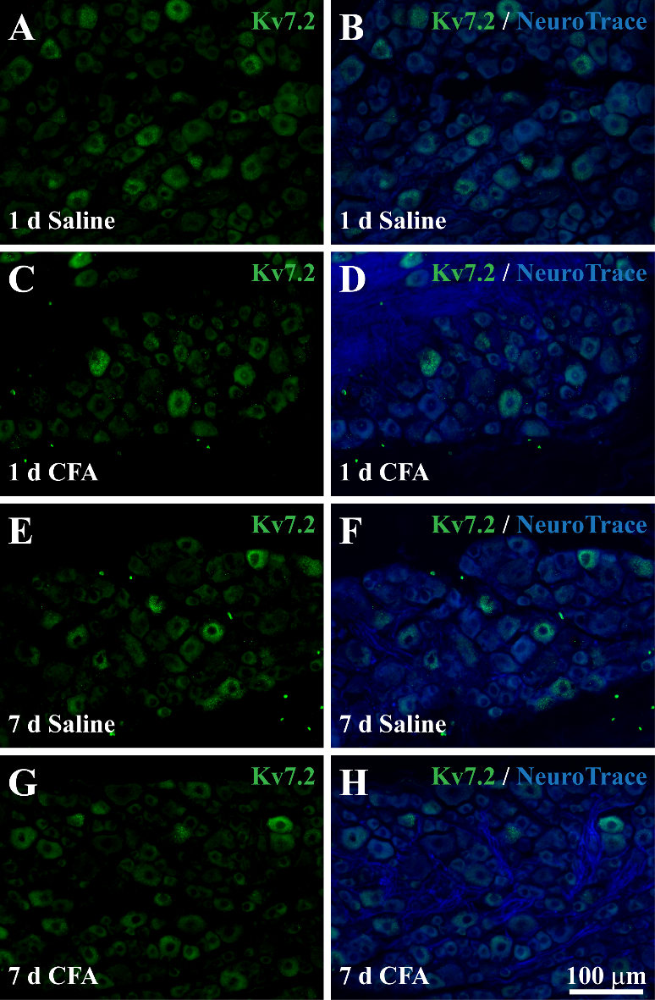 A Kv7.2
1 d Saline
B Kv7.2 / NeuroTrace
1 d Saline
C Kv7.2
1 d CFA
D Kv7.2 / NeuroTrace
1 d CFA
E Kv7.2
7 d Saline
F Kv7.2 / NeuroTrace
7 d Saline
G Kv7.2
7 d CFA
H Kv7.2 / NeuroTrace
7 d CFA
100 μm